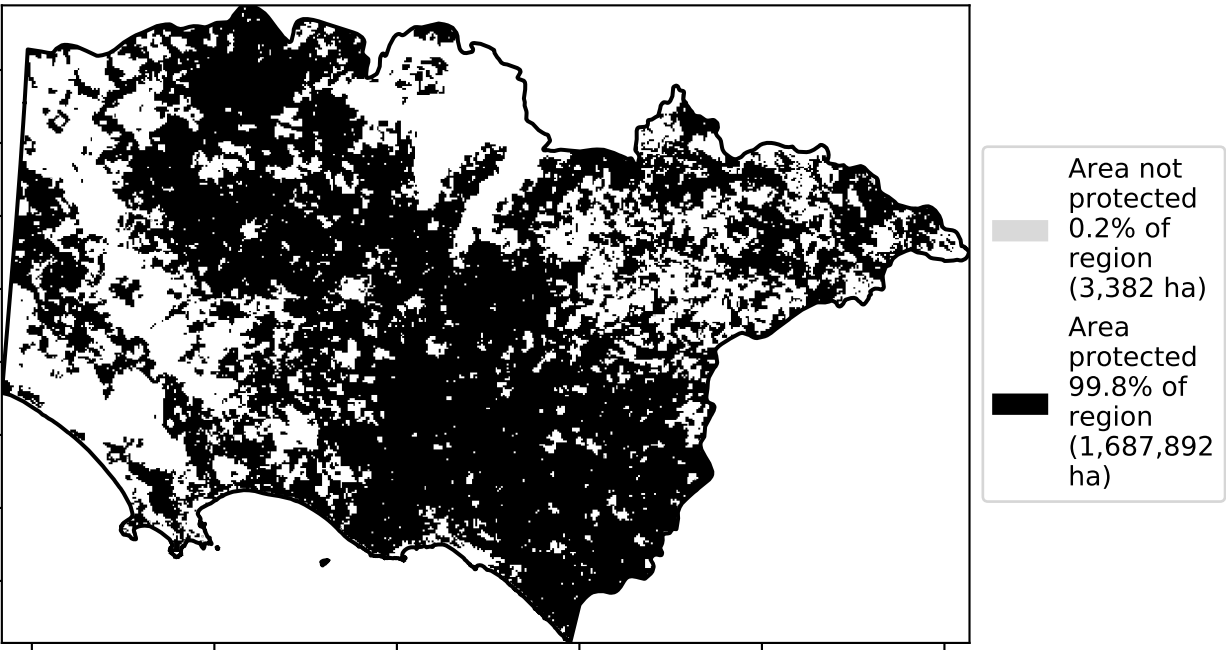 Area not
protected
0.2% of
region
(3,382 ha)
Area
protected
99.8% of
region
(1,687,892
ha)